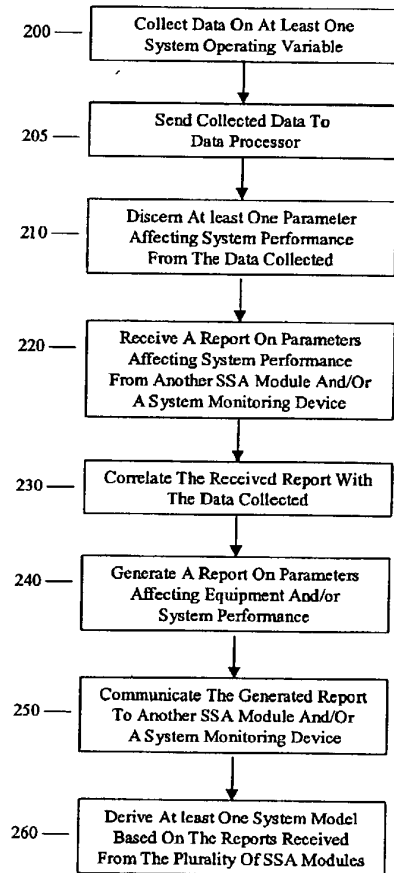 200
Collect Data On At Least One
System Operating Variable
205
Send Collected Data To
Data Processor
210
Discern At least One Parameter
Affecting System Performance
From The Data Collected
220
Receive A Report On Parameters
Affecting System Performance
From Another SSA Module And/Or
A System Monitoring Device
230
Correlate The Received Report With
The Data Collected
240
Generate A Report On Parameters
Affecting Equipment And/or
System Performance
250
Communicate The Generated Report
To Another SSA Module And/Or
A System Monitoring Device
260
Derive At least One System Model
Based On The Reports Received
From The Plurality Of SSA Modules